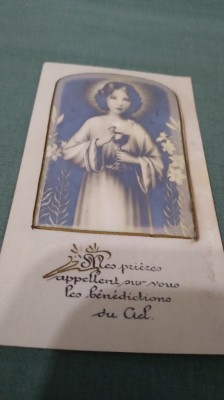 Mes prières
appellent sur vous
les bénédictions
du Ciel.